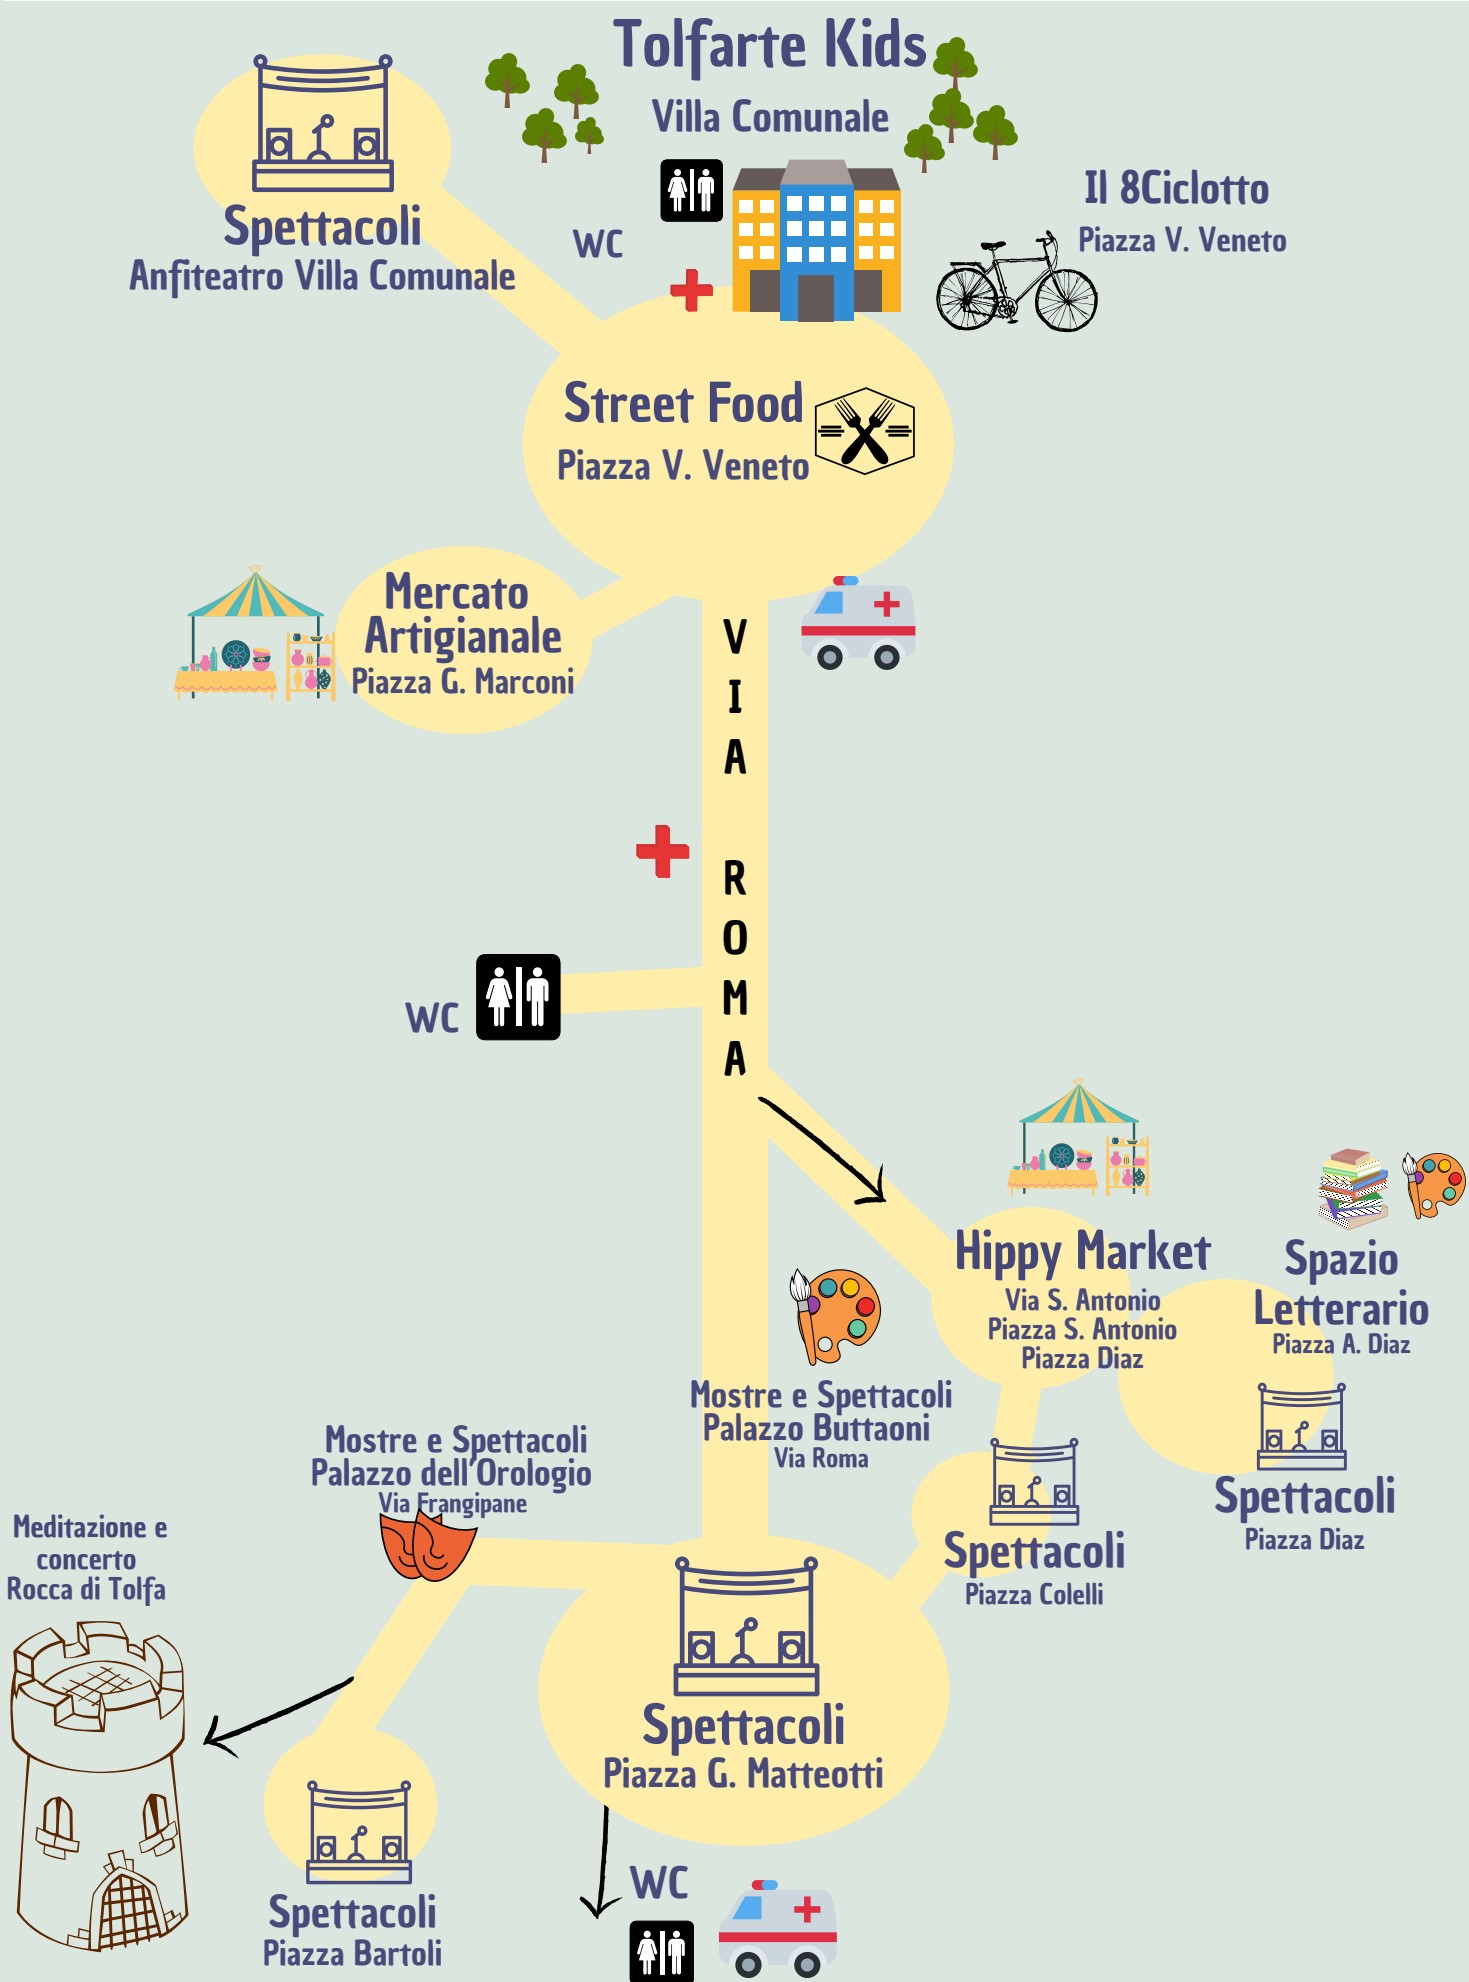 Tolfarte Kids
Villa Comunale
Il 8Ciclotto
Piazza V. Veneto
WC
Spettacoli
Anfiteatro Villa Comunale
Street Food
Piazza V. Veneto
Mercato
Artigianale
Piazza G. Marconi
VIA ROMA
WC
Hippy Market
Via S. Antonio
Piazza S. Antonio
Piazza Diaz
Spazio
Letterario
Piazza A. Diaz
Mostre e Spettacoli
Palazzo Buttaoni
Via Roma
Mostre e Spettacoli
Palazzo dell'Orologio
Via Frangipane
Spettacoli
Piazza Diaz
Spettacoli
Piazza Colelli
Meditazione e
concerto
Rocca di Tolfa
Spettacoli
Piazza G. Matteotti
WC
Spettacoli
Piazza Bartoli